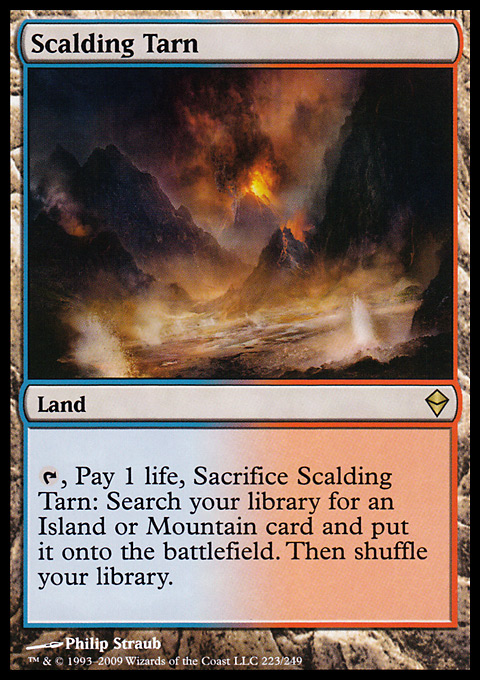 Scalding Tarn
Land
, Pay 1 life, Sacrifice Scalding
Tarn: Search your library for an
Island or Mountain card and put
it onto the battlefield. Then shuffle
your library.
Philip Straub
™ & © 1993–2009 Wizards of the Coast LLC 223/249